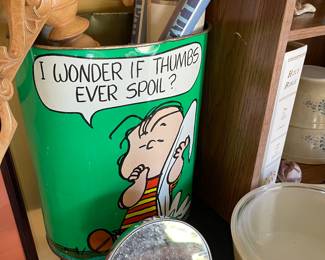 I WONDER IF THUMBS
EVER SPOIL?